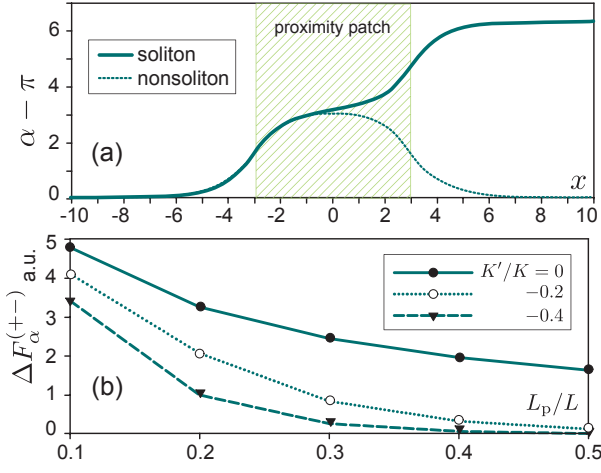 6
4
2
0
α − π
soliton
nonsoliton
proximity patch
(a)
x
-10 -8 -6 -4 -2 0 2 4 6 8 10
5
4
3
2
1
0
a.u.
ΔF_α^(+−)
K′/K = 0
−0.2
−0.4
(b)
L_p/L
0.1 0.2 0.3 0.4 0.5